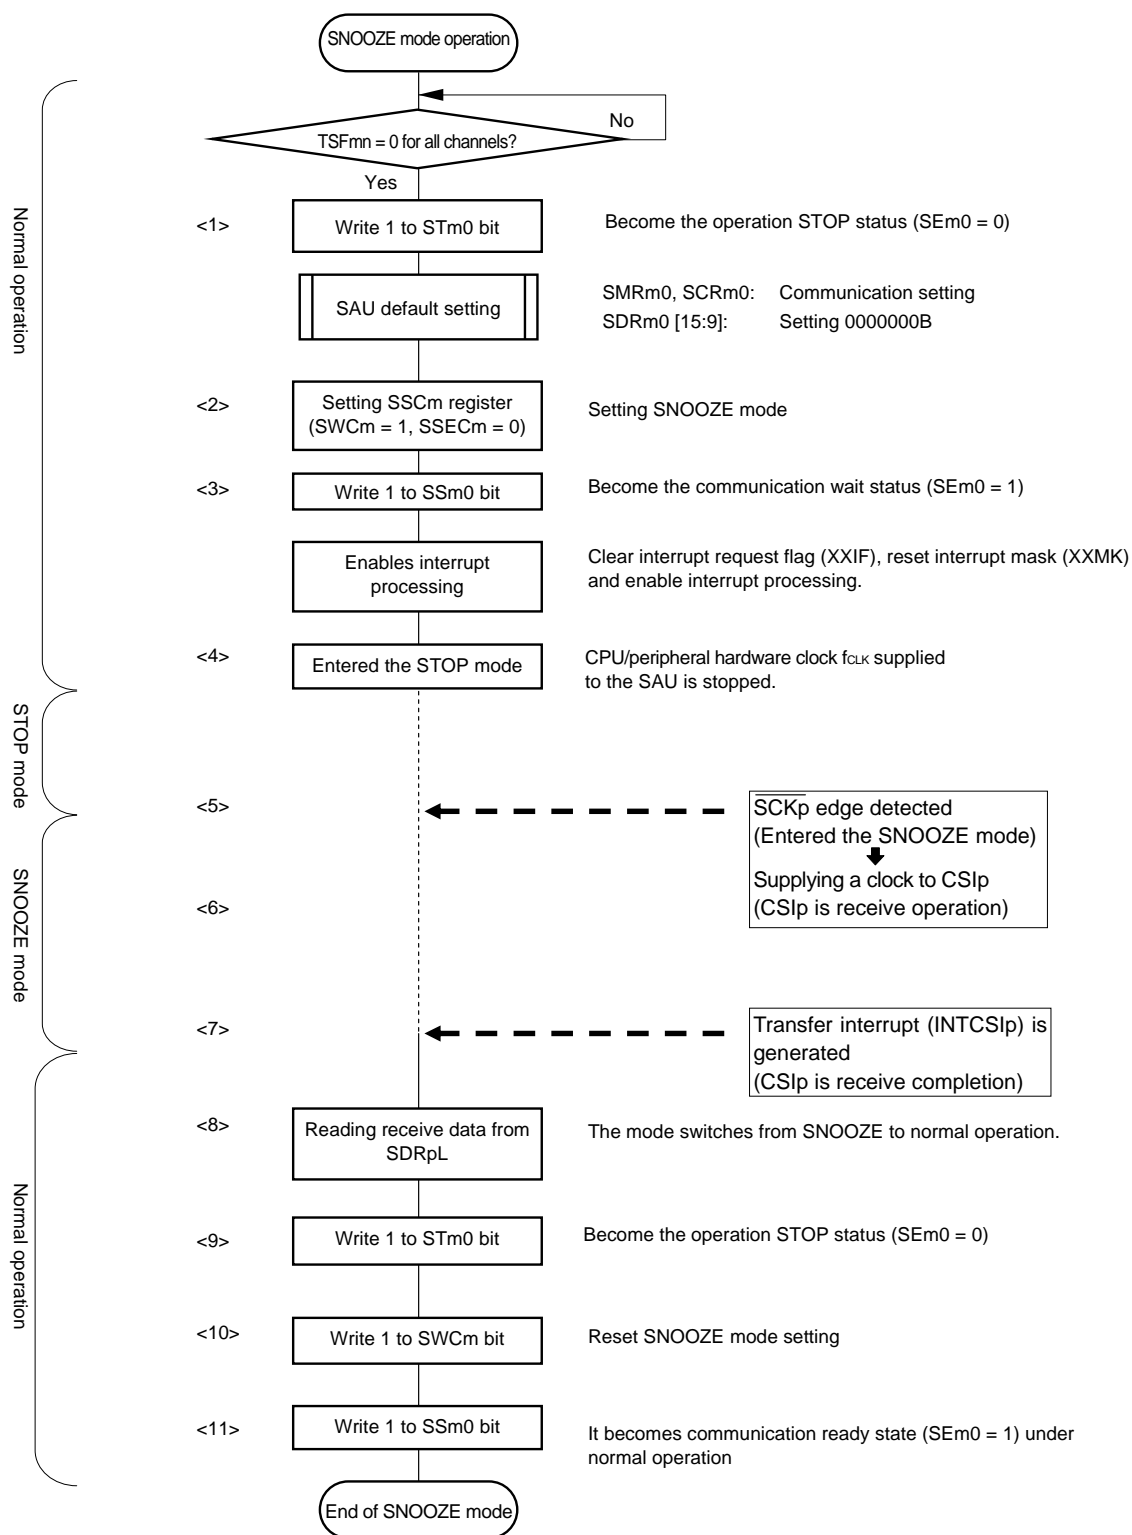 SNOOZE mode operation
No
TSFmn = 0 for all channels?
Yes
Normal operation
<1>
Write 1 to STm0 bit
Become the operation STOP status (SEm0 = 0)
SAU default setting
SMRm0, SCRm0: Communication setting
SDRm0 [15:9]: Setting 0000000B
<2>
Setting SSCm register
(SWCm = 1, SSECm = 0)
Setting SNOOZE mode
<3>
Write 1 to SSm0 bit
Become the communication wait status (SEm0 = 1)
Enables interrupt
processing
Clear interrupt request flag (XXIF), reset interrupt mask (XXMK)
and enable interrupt processing.
<4>
Entered the STOP mode
CPU/peripheral hardware clock fCLK supplied
to the SAU is stopped.
STOP mode
<5>
SCKp edge detected
(Entered the SNOOZE mode)
Supplying a clock to CSIp
(CSIp is receive operation)
<6>
SNOOZE mode
<7>
Transfer interrupt (INTCSIp) is
generated
(CSIp is receive completion)
Normal operation
<8>
Reading receive data from
SDRpL
The mode switches from SNOOZE to normal operation.
<9>
Write 1 to STm0 bit
Become the operation STOP status (SEm0 = 0)
<10>
Write 1 to SWCm bit
Reset SNOOZE mode setting
<11>
Write 1 to SSm0 bit
It becomes communication ready state (SEm0 = 1) under
normal operation
End of SNOOZE mode